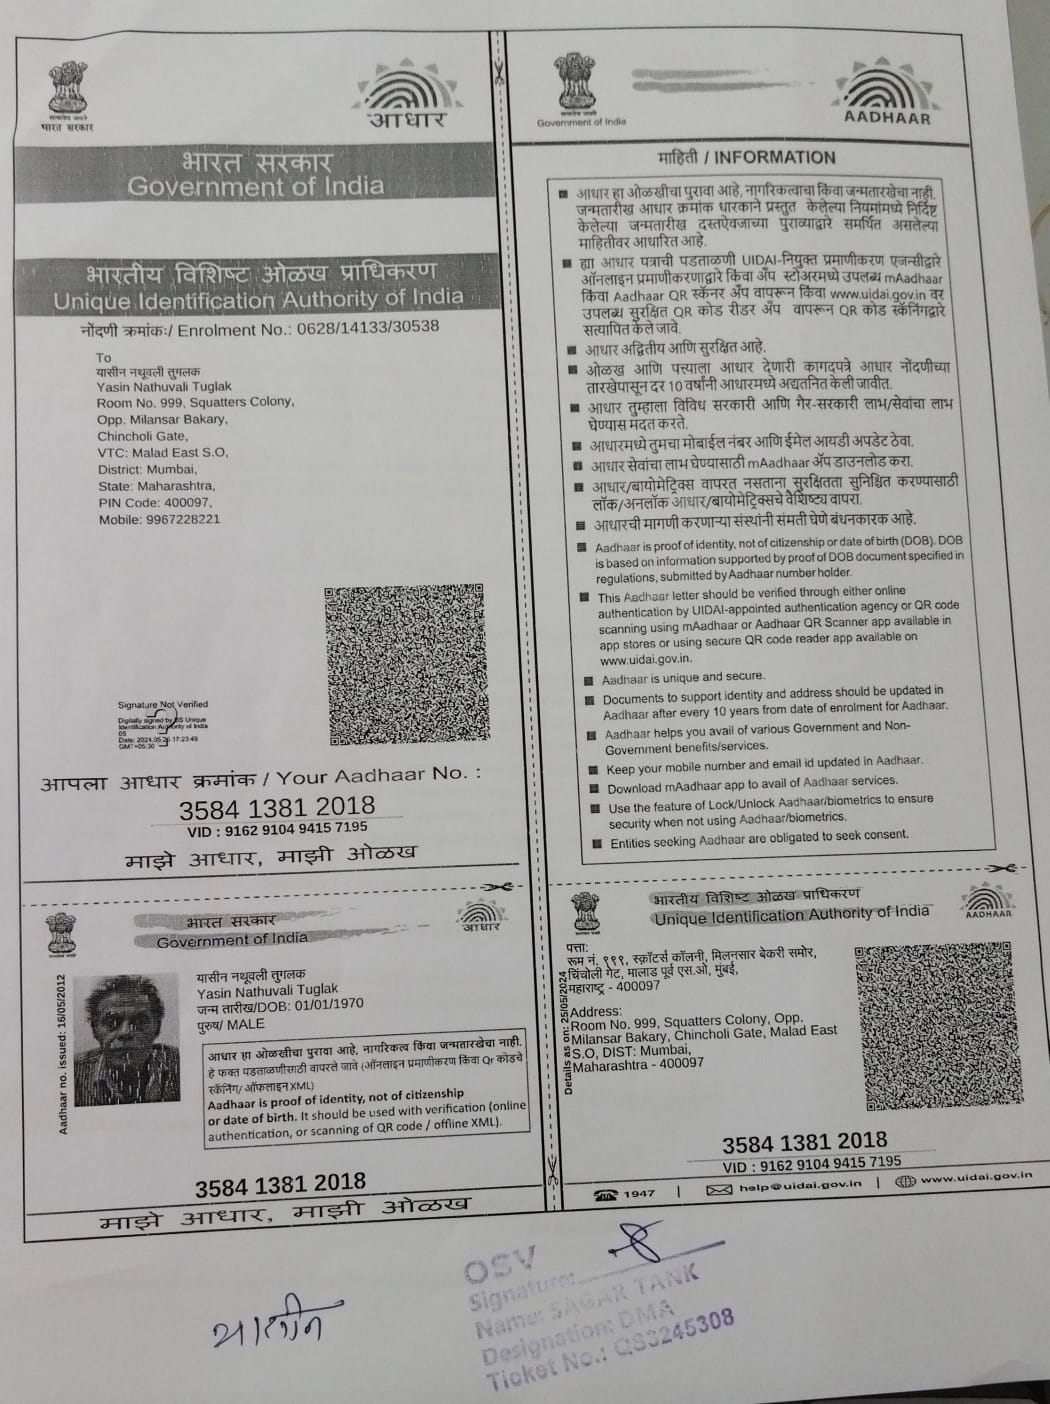 सत्यमेव जयते
भारत सरकार
आधार
भारत सरकार
Government of India
भारतीय विशिष्ट ओळख प्राधिकरण
Unique Identification Authority of India
नोंदणी क्रमांकः/ Enrolment No.: 0628/14133/30538
To
यासीन नथूवली तुगलक
Yasin Nathuvali Tuglak
Room No. 999, Squatters Colony,
Opp. Milansar Bakary,
Chincholi Gate,
VTC: Malad East S.O,
District: Mumbai,
State: Maharashtra,
PIN Code: 400097,
Mobile: 9967228221
Signature Not Verified
Digitally signed by DS Unique
Identification Authority of India
05
Date: 2024.05.26 17:23:49
GMT+05:30
आपला आधार क्रमांक / Your Aadhaar No. :
3584 1381 2018
VID : 9162 9104 9415 7195
माझे आधार, माझी ओळख
सत्यमेव जयते
Government of India
AADHAAR
माहिती / INFORMATION
आधार हा ओळखीचा पुरावा आहे, नागरिकत्वाचा किंवा जन्मतारखेचा नाही.
जन्मतारीख आधार क्रमांक धारकाने प्रस्तुत केलेल्या नियमांमध्ये निर्दिष्ट
केलेल्या जन्मतारीख दस्तऐवजाच्या पुराव्याद्वारे समर्थित असलेल्या
माहितीवर आधारित आहे.
ह्या आधार पत्राची पडताळणी UIDAI-नियुक्त प्रमाणीकरण एजन्सीद्वारे
ऑनलाइन प्रमाणीकरणाद्वारे किंवा अ‍ॅप स्टोअरमध्ये उपलब्ध mAadhaar
किंवा Aadhaar QR स्कॅनर अ‍ॅप वापरून किंवा www.uidai.gov.in वर
उपलब्ध सुरक्षित QR कोड रीडर अ‍ॅप वापरून QR कोड स्कॅनिंगद्वारे
सत्यापित केले जावे.
आधार अद्वितीय आणि सुरक्षित आहे.
ओळख आणि पत्त्याला आधार देणारी कागदपत्रे आधार नोंदणीच्या
तारखेपासून दर 10 वर्षांनी आधारमध्ये अद्यतनित केली जावीत.
आधार तुम्हाला विविध सरकारी आणि गैर-सरकारी लाभ/सेवांचा लाभ
घेण्यास मदत करते.
आधारमध्ये तुमचा मोबाईल नंबर आणि ईमेल आयडी अपडेट ठेवा.
आधार सेवांचा लाभ घेण्यासाठी mAadhaar अ‍ॅप डाउनलोड करा.
आधार/बायोमेट्रिक्स वापरत नसताना सुरक्षितता सुनिश्चित करण्यासाठी
लॉक/अनलॉक आधार/बायोमेट्रिक्सचे वैशिष्ट्य वापरा.
आधारची मागणी करणाऱ्या संस्थांनी संमती घेणे बंधनकारक आहे.
Aadhaar is proof of identity, not of citizenship or date of birth (DOB). DOB
is based on information supported by proof of DOB document specified in
regulations, submitted by Aadhaar number holder.
This Aadhaar letter should be verified through either online
authentication by UIDAI-appointed authentication agency or QR code
scanning using mAadhaar or Aadhaar QR Scanner app available in
app stores or using secure QR code reader app available on
www.uidai.gov.in.
Aadhaar is unique and secure.
Documents to support identity and address should be updated in
Aadhaar after every 10 years from date of enrolment for Aadhaar.
Aadhaar helps you avail of various Government and Non-
Government benefits/services.
Keep your mobile number and email id updated in Aadhaar.
Download mAadhaar app to avail of Aadhaar services.
Use the feature of Lock/Unlock Aadhaar/biometrics to ensure
security when not using Aadhaar/biometrics.
Entities seeking Aadhaar are obligated to seek consent.
भारत सरकार
Government of India
आधार
Aadhaar no. issued: 16/05/2012
यासीन नथूवली तुगलक
Yasin Nathuvali Tuglak
जन्म तारीख/DOB: 01/01/1970
पुरुष/ MALE
आधार हा ओळखीचा पुरावा आहे, नागरिकत्व किंवा जन्मतारखेचा नाही.
हे फक्त पडताळणीसाठी वापरले जावे (ऑनलाइन प्रमाणीकरण किंवा Qr कोडचे
स्कॅनिंग/ ऑफलाइन XML)
Aadhaar is proof of identity, not of citizenship
or date of birth. It should be used with verification (online
authentication, or scanning of QR code / offline XML).
3584 1381 2018
माझे आधार, माझी ओळख
भारतीय विशिष्ट ओळख प्राधिकरण
Unique Identification Authority of India
AADHAAR
Details as on: 25/05/2024
पत्ता:
रूम नं. ९९९, स्क्रॉटर्स कॉलनी, मिलनसार बेकरी समोर,
चिंचोली गेट, मालाड पूर्व एस.ओ, मुंबई,
महाराष्ट्र - 400097
Address:
Room No. 999, Squatters Colony, Opp.
Milansar Bakary, Chincholi Gate, Malad East
S.O, DIST: Mumbai,
Maharashtra - 400097
3584 1381 2018
VID : 9162 9104 9415 7195
1947 | help@uidai.gov.in | www.uidai.gov.in
यासीन
OSV
Signature:
Name: SAGAR TANK
Designation: DMA
Ticket No.: QS3245308